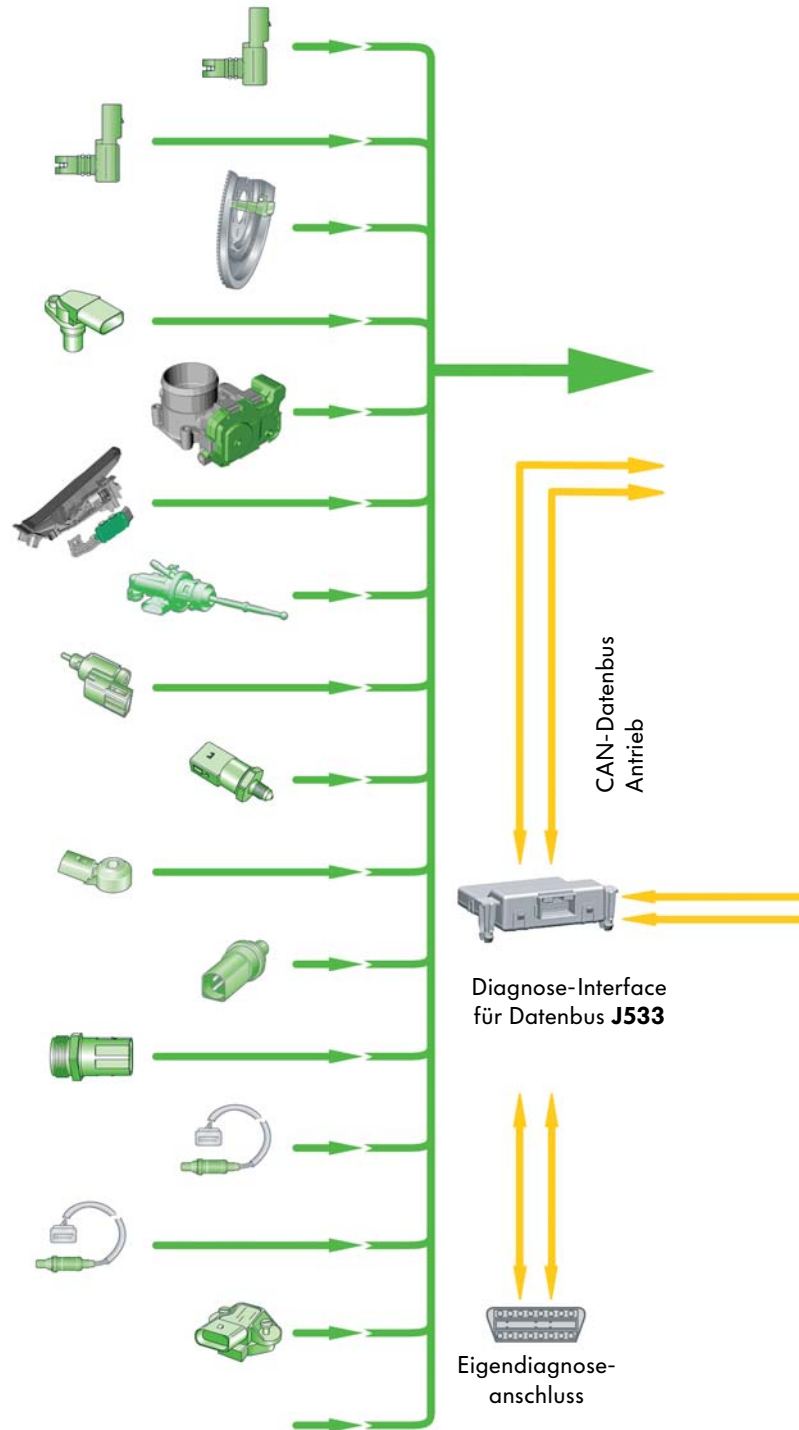 CAN-Datenbus
Antrieb
Diagnose-Interface
für Datenbus J533
Eigendiagnose-
anschluss